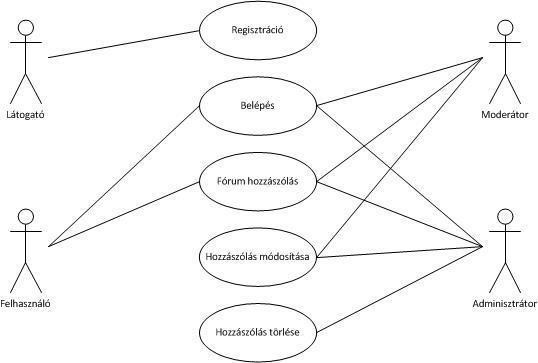 Regisztráció
Látogató
Belépés
Moderátor
Fórum hozzászólás
Hozzászólás módosítása
Felhasználó
Adminisztrátor
Hozzászólás törlése